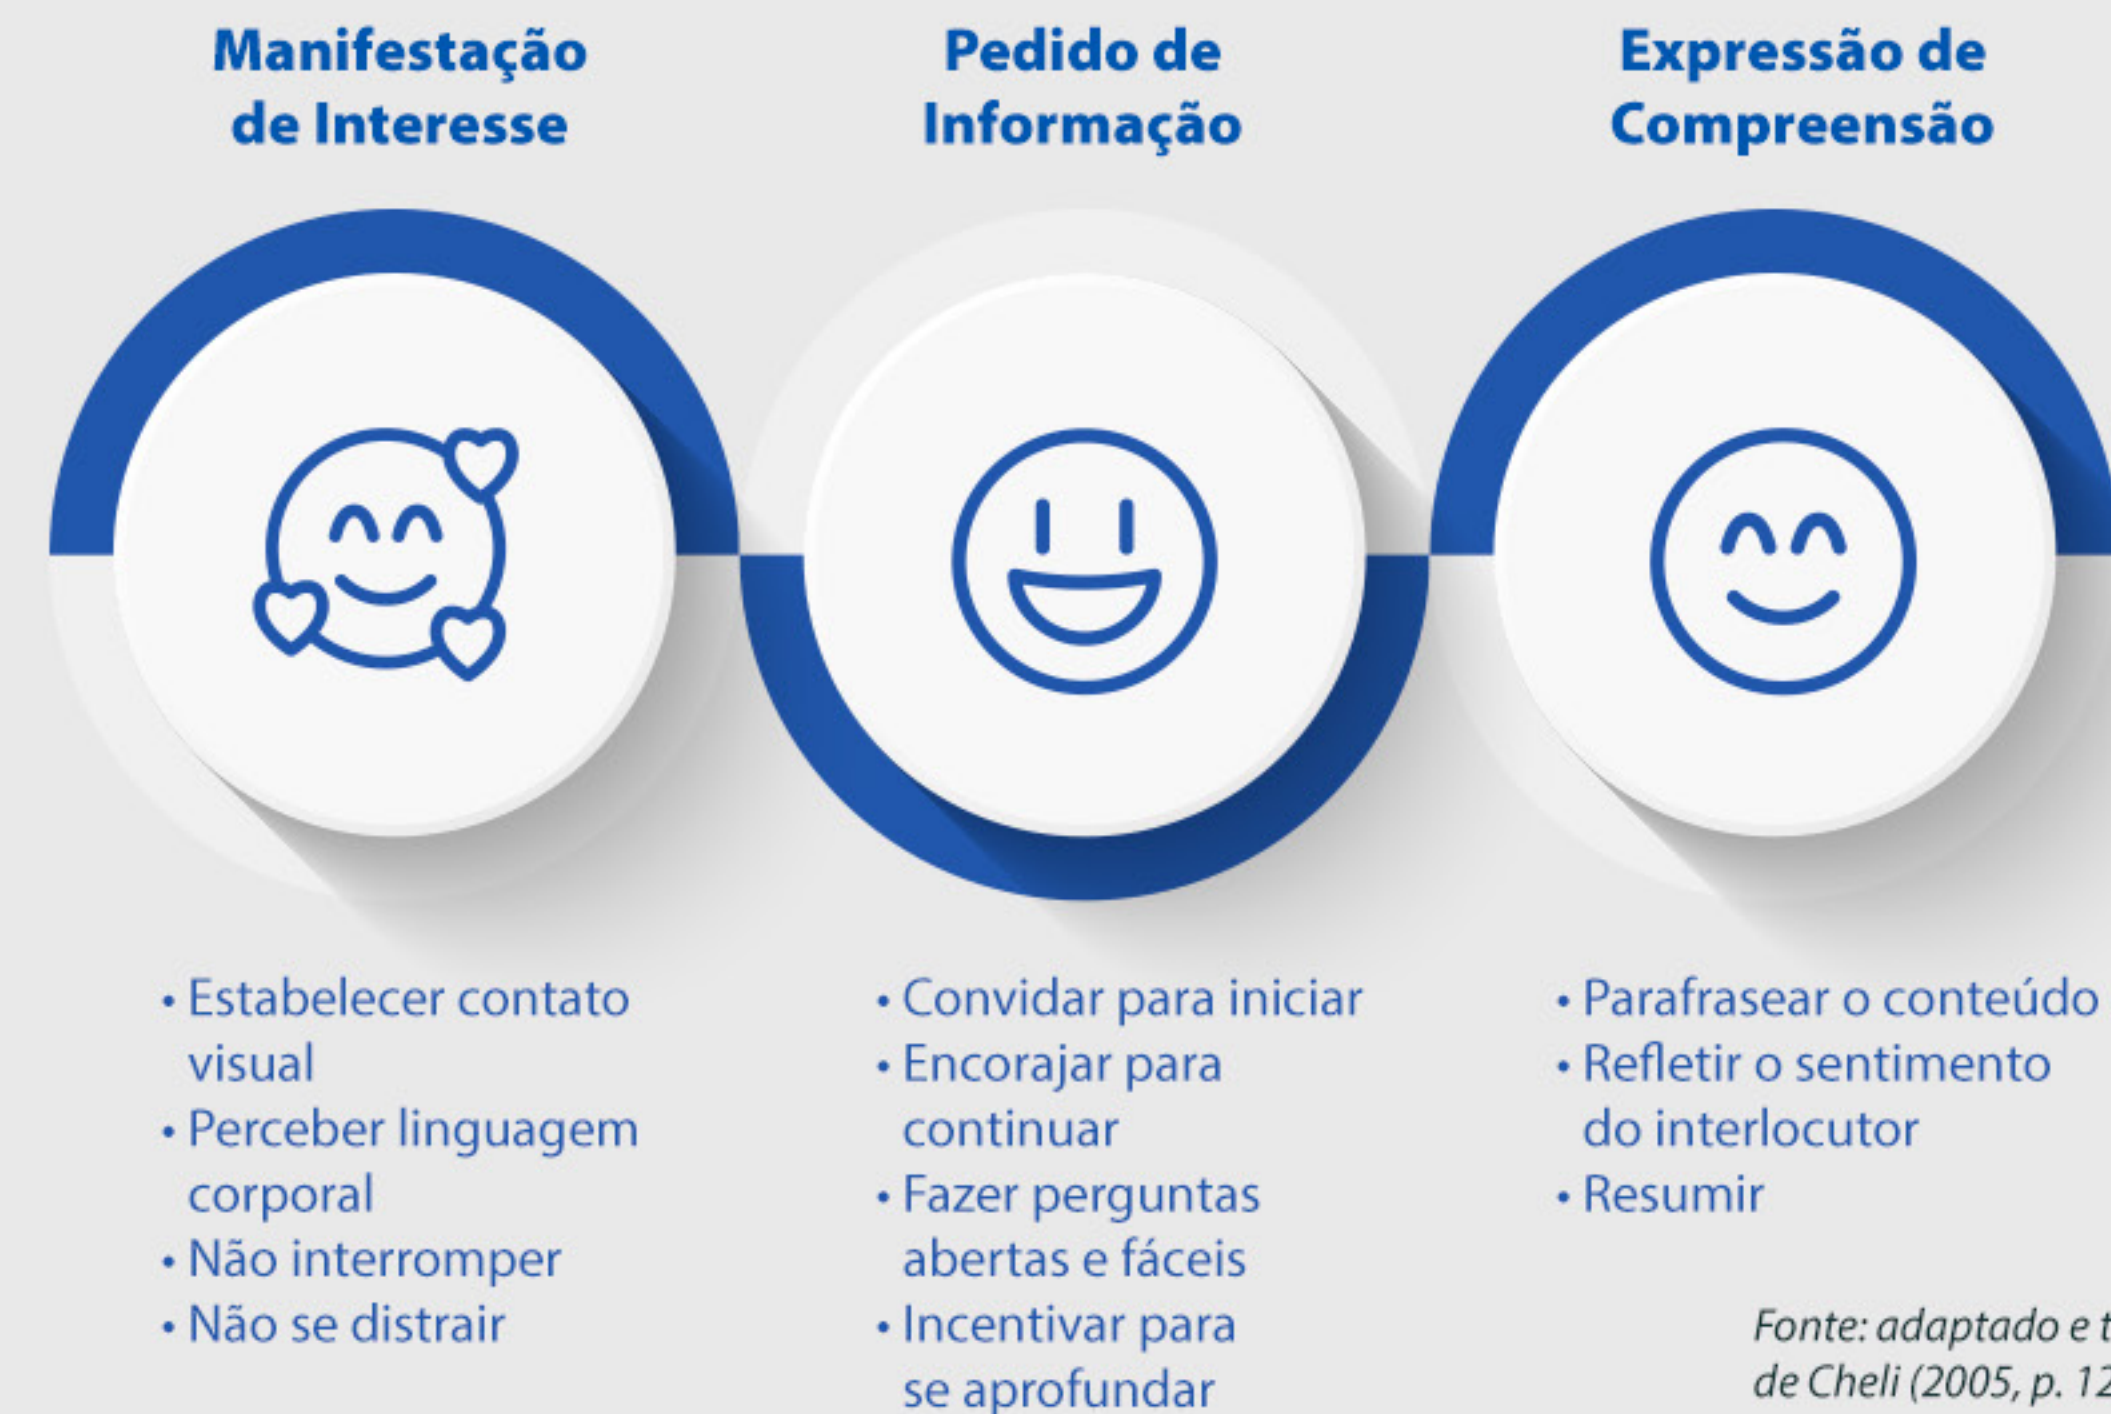 Manifestação
de Interesse
• Estabelecer contato
visual
• Perceber linguagem
corporal
• Não interromper
• Não se distrair
Pedido de
Informação
• Convidar para iniciar
• Encorajar para
continuar
• Fazer perguntas
abertas e fáceis
• Incentivar para
se aprofundar
Expressão de
Compreensão
• Parafrasear o conteúdo
• Refletir o sentimento
do interlocutor
• Resumir
Fonte: adaptado e
de Cheli (2005, p.